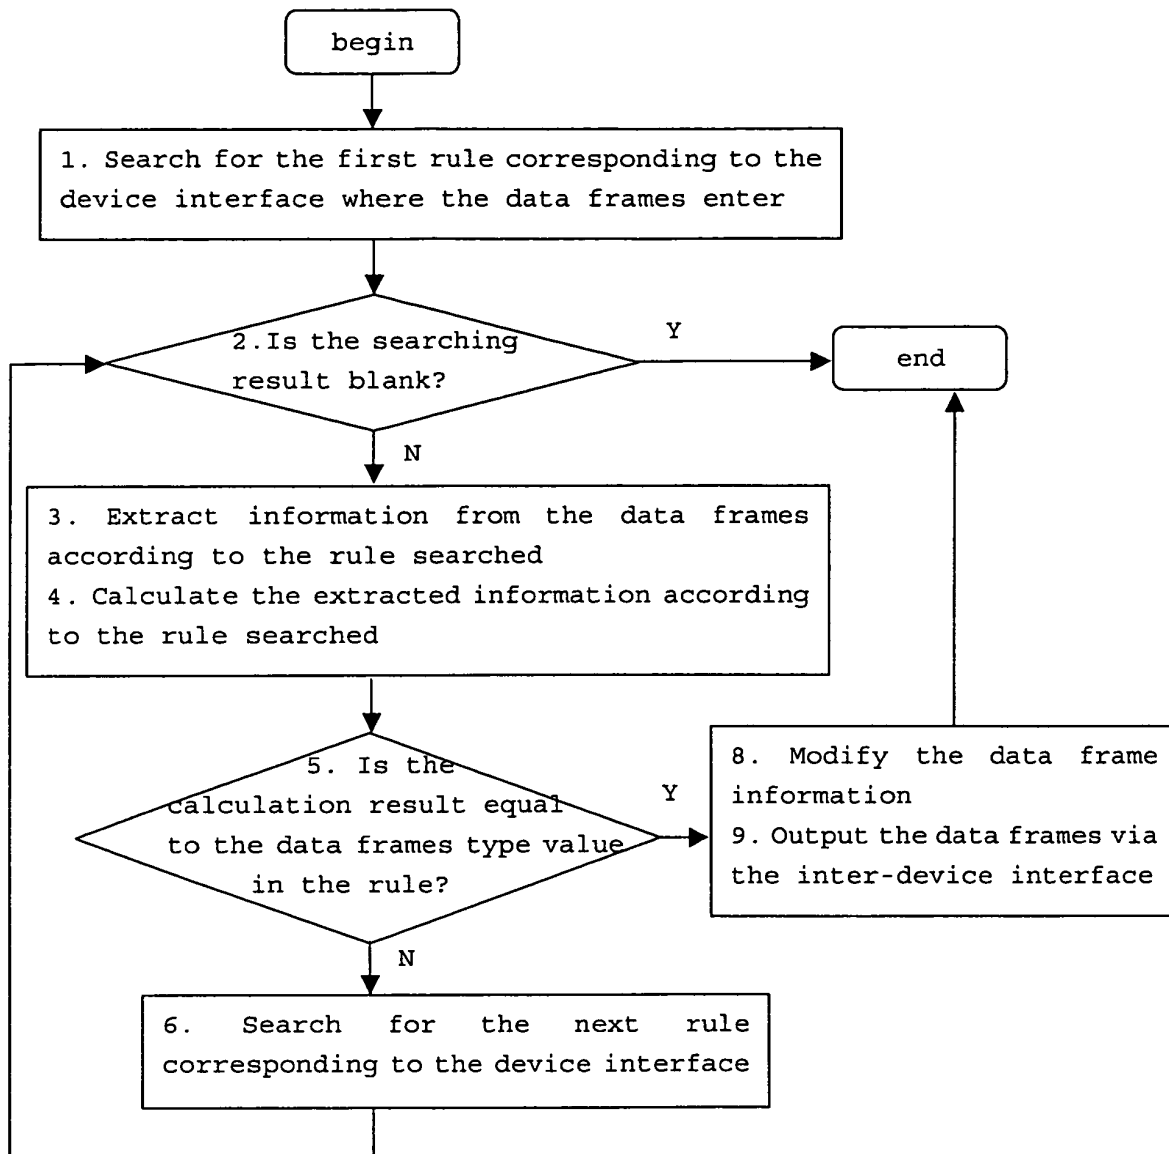 begin
1. Search for the first rule corresponding to the
device interface where the data frames enter
2.Is the searching
result blank?
Y
end
N
3. Extract information from the data frames
according to the rule searched
4. Calculate the extracted information according
to the rule searched
5. Is the
calculation result equal
to the data frames type value
in the rule?
Y
8. Modify the data frame
information
9. Output the data frames via
the inter-device interface
N
6. Search for the next rule
corresponding to the device interface